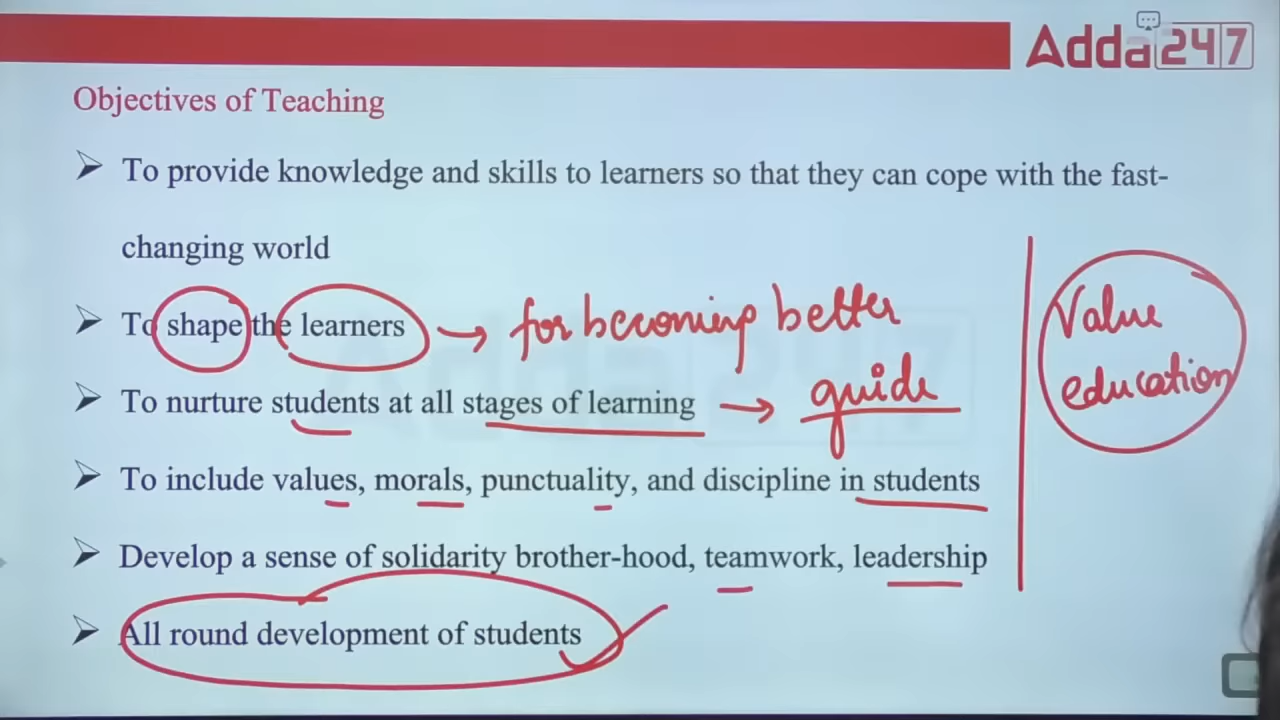 Adda247
Objectives of Teaching
➢ To provide knowledge and skills to learners so that they can cope with the fast-
changing world
➢ To shape the learners → for becoming better
➢ To nurture students at all stages of learning → guide
➢ To include values, morals, punctuality, and discipline in students
➢ Develop a sense of solidarity brother-hood, teamwork, leadership
➢ All round development of students
Value
education